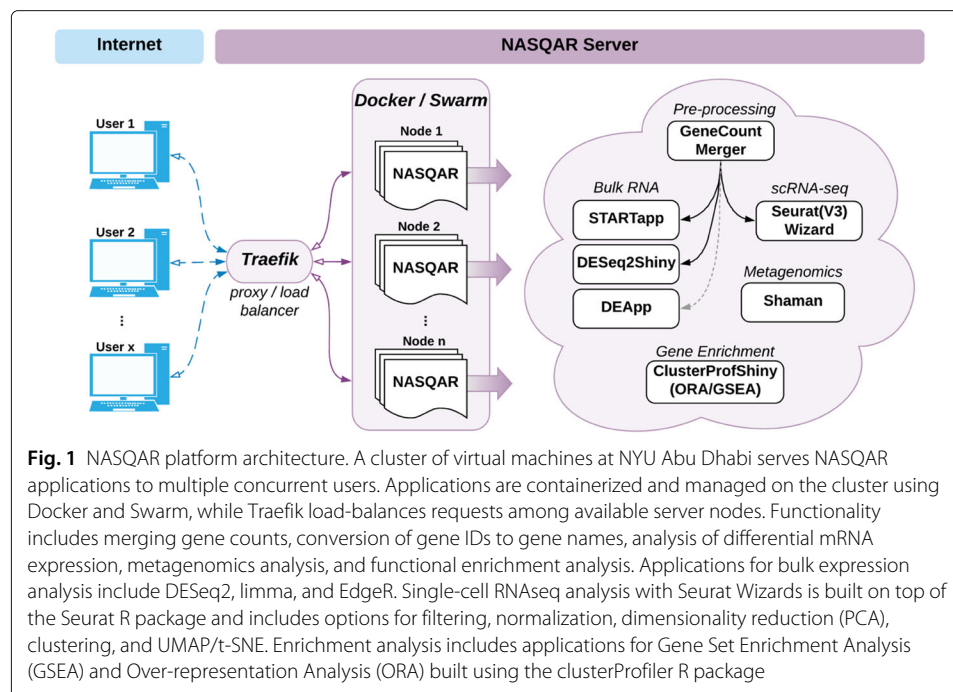 Internet
NASQAR Server
User 1
User 2
⋮
User x
Traefik
proxy / load
balancer
Docker / Swarm
Node 1
NASQAR
Node 2
NASQAR
⋮
Node n
NASQAR
Pre-processing
GeneCount
Merger
Bulk RNA
STARTapp
DESeq2Shiny
DEApp
scRNA-seq
Seurat(V3)
Wizard
Metagenomics
Shaman
Gene Enrichment
ClusterProfShiny
(ORA/GSEA)
Fig. 1 NASQAR platform architecture. A cluster of virtual machines at NYU Abu Dhabi serves NASQAR
applications to multiple concurrent users. Applications are containerized and managed on the cluster using
Docker and Swarm, while Traefik load-balances requests among available server nodes. Functionality
includes merging gene counts, conversion of gene IDs to gene names, analysis of differential mRNA
expression, metagenomics analysis, and functional enrichment analysis. Applications for bulk expression
analysis include DESeq2, limma, and EdgeR. Single-cell RNAseq analysis with Seurat Wizards is built on top of
the Seurat R package and includes options for filtering, normalization, dimensionality reduction (PCA),
clustering, and UMAP/t-SNE. Enrichment analysis includes applications for Gene Set Enrichment Analysis
(GSEA) and Over-representation Analysis (ORA) built using the clusterProfiler R package